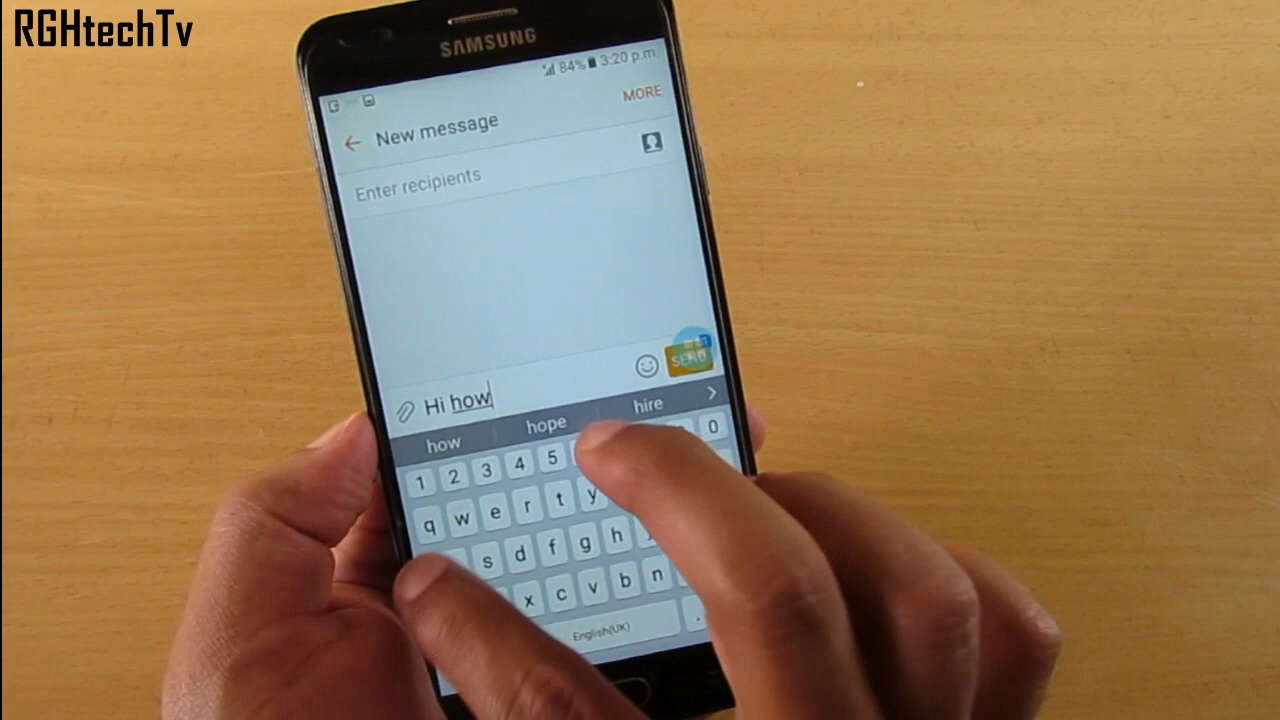 RGHtechTv
SAMSUNG
84% 3:20 p.m.
MORE
New message
Enter recipients
SEND
Hi how
how hope hire
1 2 3 4 5 0
q w e r t y
s d f g h
x c v b n
English(UK) .